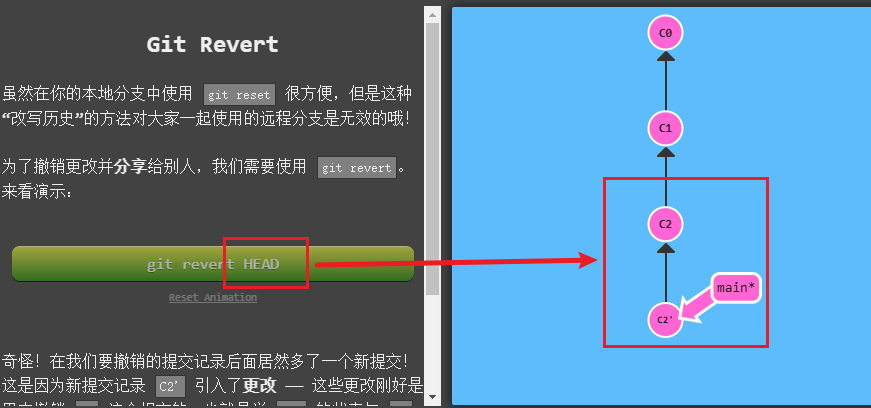 Git Revert
虽然在你的本地分支中使用 git reset 很方便，但是这种
“改写历史”的方法对大家一起使用的远程分支是无效的哦！
为了撤销更改并分享给别人，我们需要使用 git revert。
来看演示：
git revert HEAD
Reset Animation
奇怪！在我们要撤销的提交记录后面居然多了一个新提交！
这是因为新提交记录 C2' 引入了更改 —— 这些更改刚好是
C0
C1
C2
main*
C2'